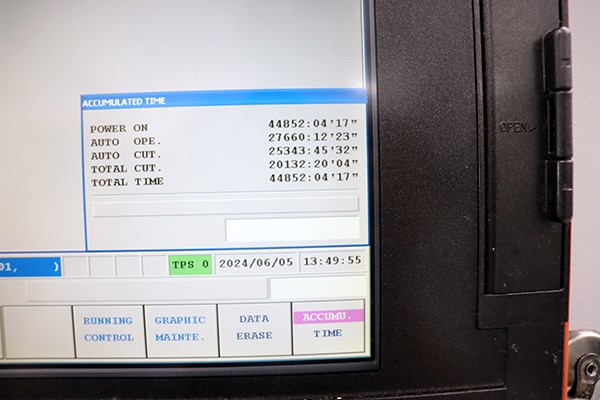 ACCUMULATED TIME
POWER ON 44852:04'17"
AUTO OPE. 27660:12'23"
AUTO CUT. 25343:45'32"
TOTAL CUT. 20132:20'04"
TOTAL TIME 44852:04'17"
01, )
TPS 0 2024/06/05 13:49:55
RUNNING CONTROL
GRAPHIC MAINTE.
DATA ERASE
ACCUMU. TIME
OPEN